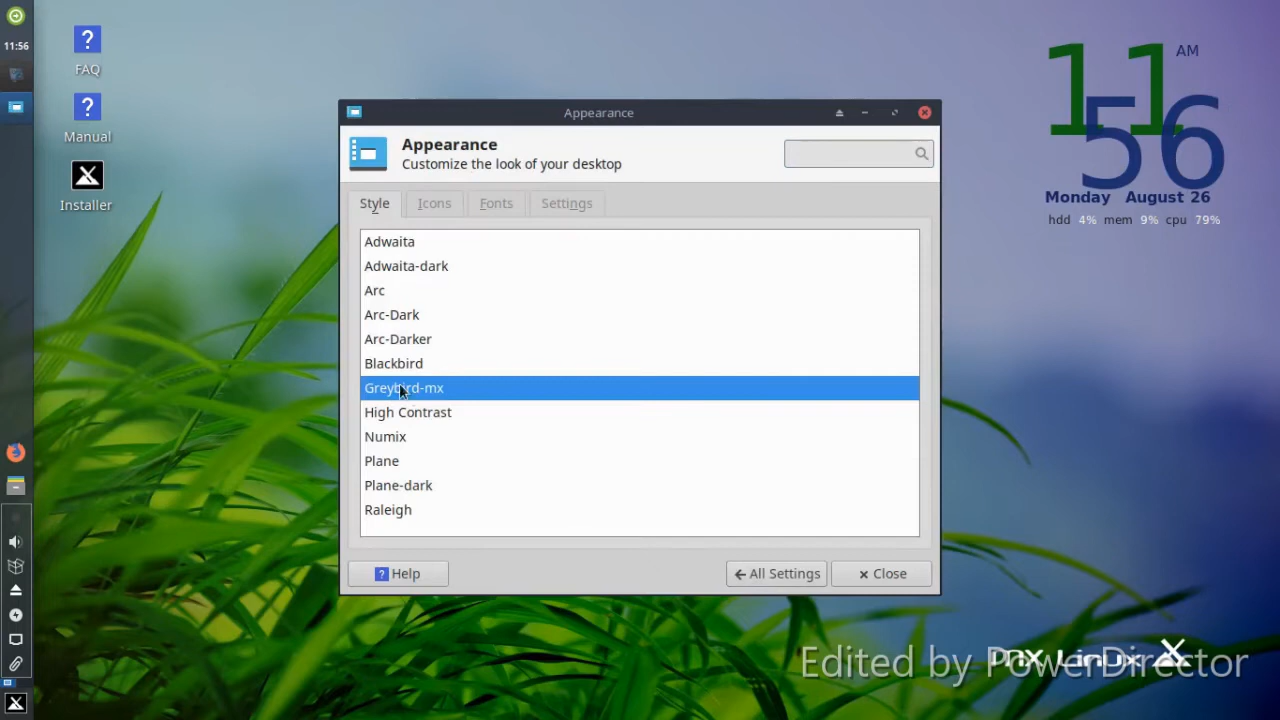 11:56
FAQ
Manual
Installer
Appearance
Appearance
Customize the look of your desktop
Style
Icons
Fonts
Settings
Adwaita
Adwaita-dark
Arc
Arc-Dark
Arc-Darker
Blackbird
Greybird-mx
High Contrast
Numix
Plane
Plane-dark
Raleigh
? Help
All Settings
Close
11 AM
56
Monday August 26
hdd 4% mem 9% cpu 79%
MX Linux
Edited by PowerDirector